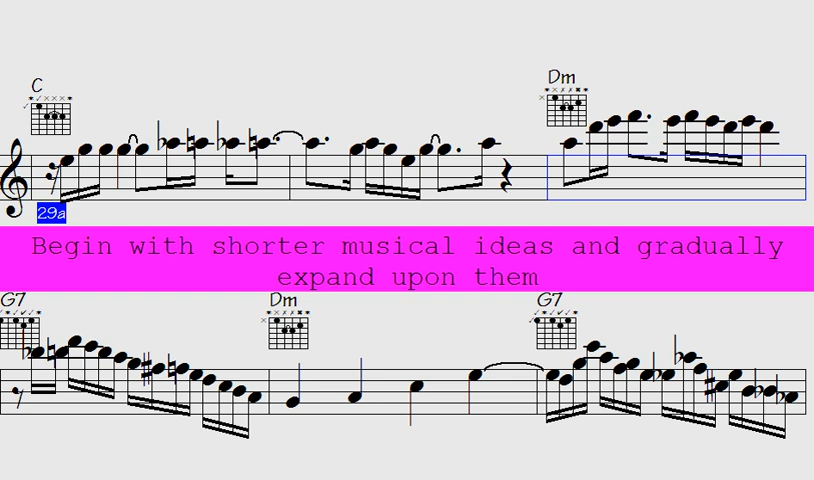 C
Dm
29a
Begin with shorter musical ideas and gradually
expand upon them
G7
Dm
G7